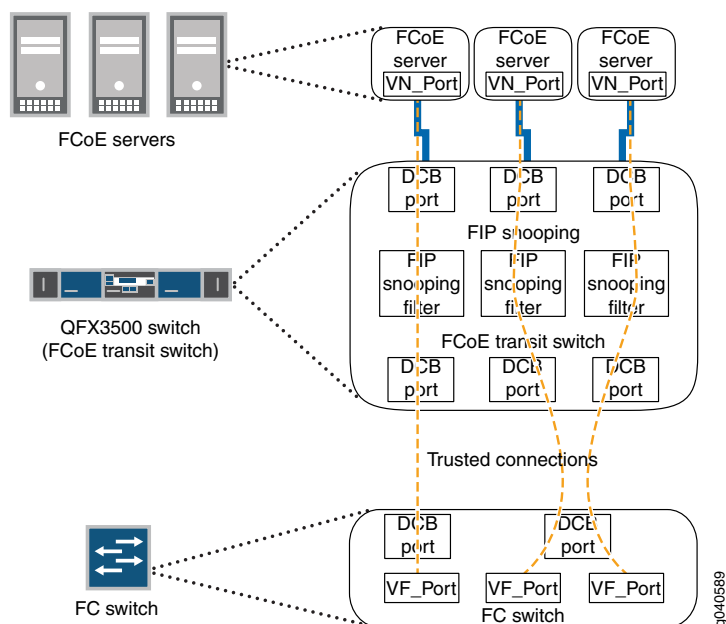 FCoE FCoE FCoE
server server server
VN_Port VN_Port VN_Port
FCoE servers
DCB DCB DCB
port port port
FIP snooping
FIP FIP FIP
snooping snooping snooping
filter filter filter
QFX3500 switch
(FCoE transit switch)
FCoE transit switch
DCB DCB DCB
port port port
Trusted connections
DCB DCB
port port
VF_Port VF_Port VF_Port
FC switch
FC switch
g040589